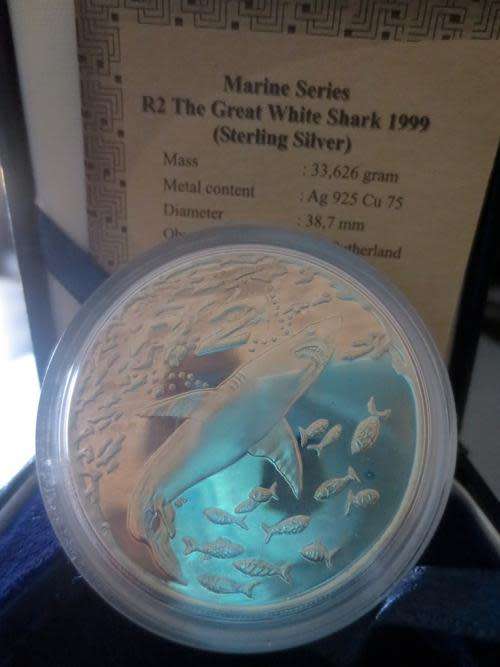 Marine Series
R2 The Great White Shark 1999
(Sterling Silver)
Mass : 33,626 gram
Metal content : Ag 925 Cu 75
Diameter : 38,7 mm